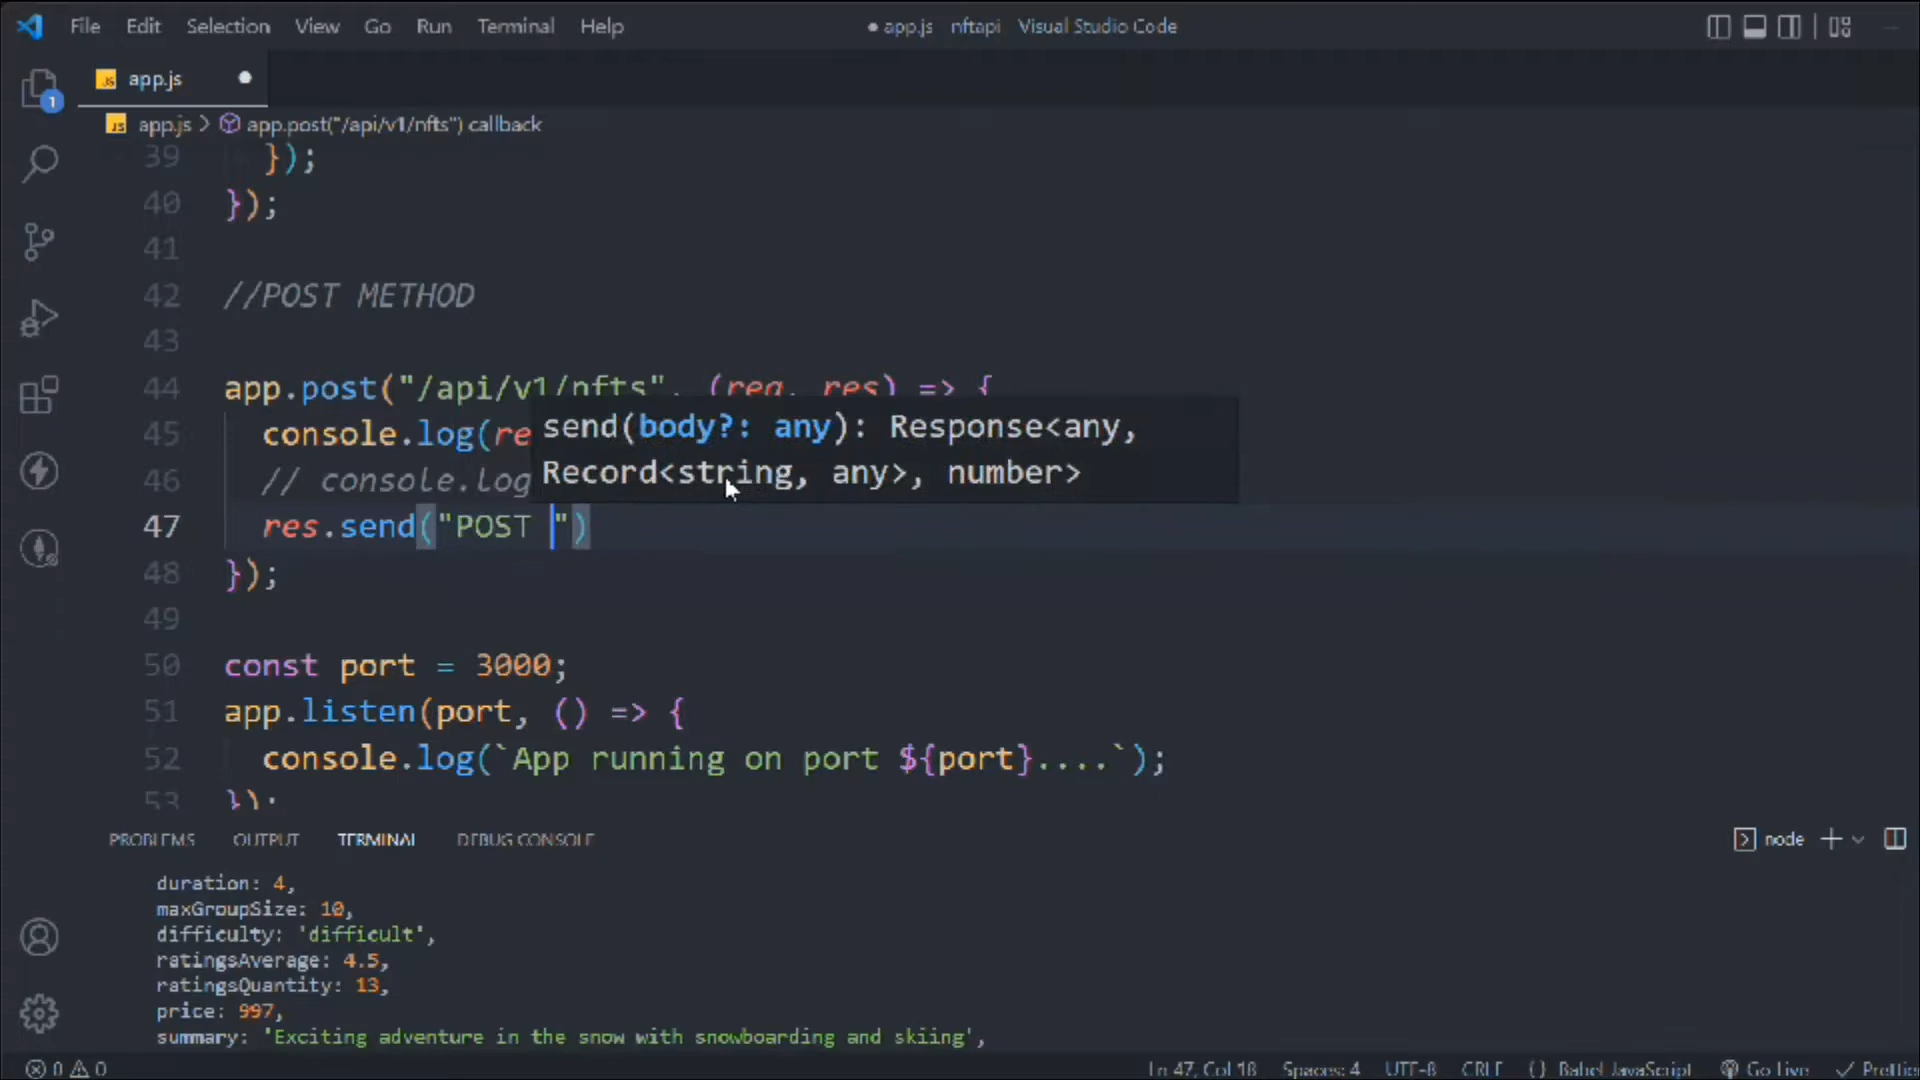 File Edit Selection View Go Run Terminal Help ● app.js nftapi Visual Studio Code
JS app.js ●
1
JS app.js > app.post("/api/v1/nfts") callback
39 });
40 });
41
42 //POST METHOD
43
44 app.post("/api/v1/nfts", (req, res) => {
45 console.log(re
send(body?: any): Response<any,
Record<string, any>, number>
46 // console.log
47 res.send("POST ")
48 });
49
50 const port = 3000;
51 app.listen(port, () => {
52 console.log(`App running on port ${port}....`);
53 });
PROBLEMS OUTPUT TERMINAL DEBUG CONSOLE node
duration: 4,
maxGroupSize: 10,
difficulty: 'difficult',
ratingsAverage: 4.5,
ratingsQuantity: 13,
price: 997,
summary: 'Exciting adventure in the snow with snowboarding and skiing',
0 0 Ln 47, Col 18 Spaces: 4 UTF-8 CRLF {} Babel JavaScript Go Live